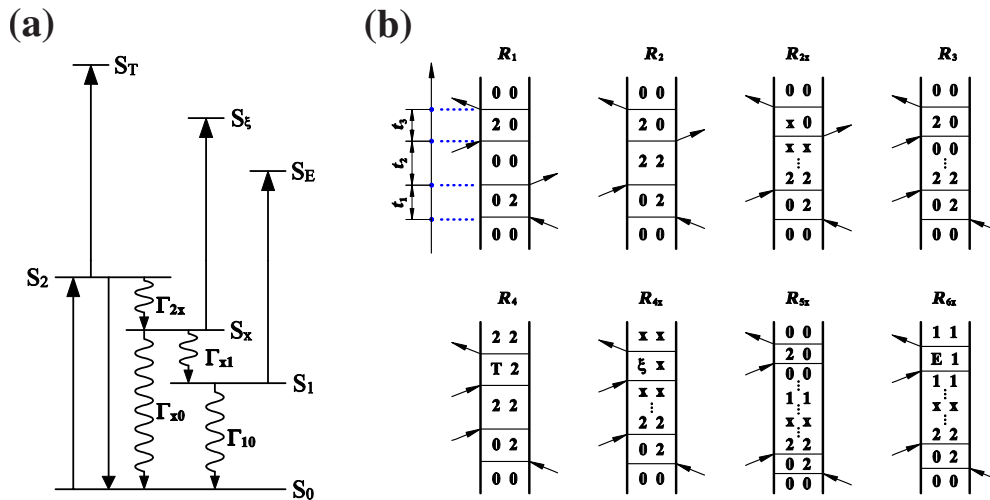 (a)
S_T
S_ξ
S_E
S_2
Γ_2x
S_x
Γ_x1
S_1
Γ_x0
Γ_10
S_0
(b)
R_1
0 0
2 0
0 0
0 2
0 0
t_3
t_2
t_1
R_2
0 0
2 0
2 2
0 2
0 0
R_2x
0 0
x 0
x x
2 2
0 2
0 0
R_3
0 0
2 0
0 0
2 2
0 2
0 0
R_4
2 2
T 2
2 2
0 2
0 0
R_4x
x x
ξ x
x x
2 2
0 2
0 0
R_5x
0 0
2 0
0 0
1 1
x x
2 2
0 2
0 0
R_6x
1 1
E 1
1 1
x x
2 2
0 2
0 0